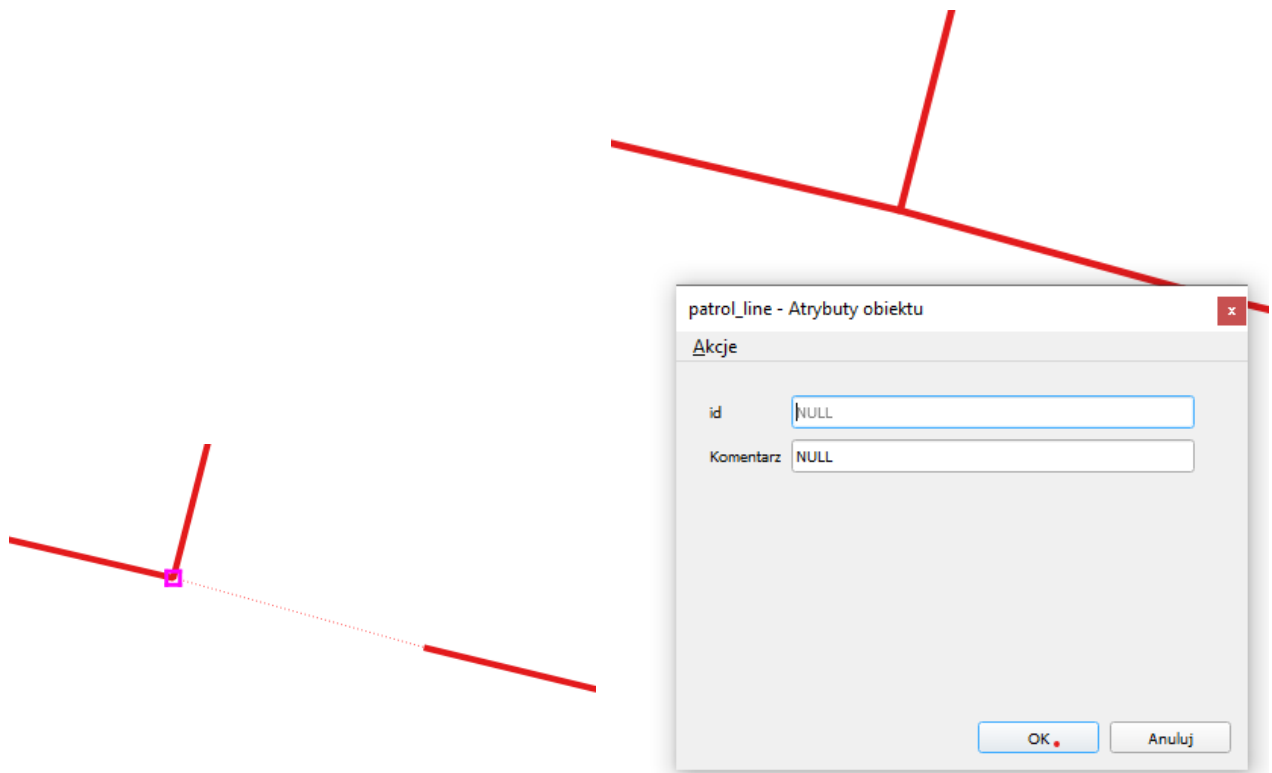 patrol_line - Atrybuty obiektu
x
Akcje
id NULL
Komentarz NULL
OK Anuluj